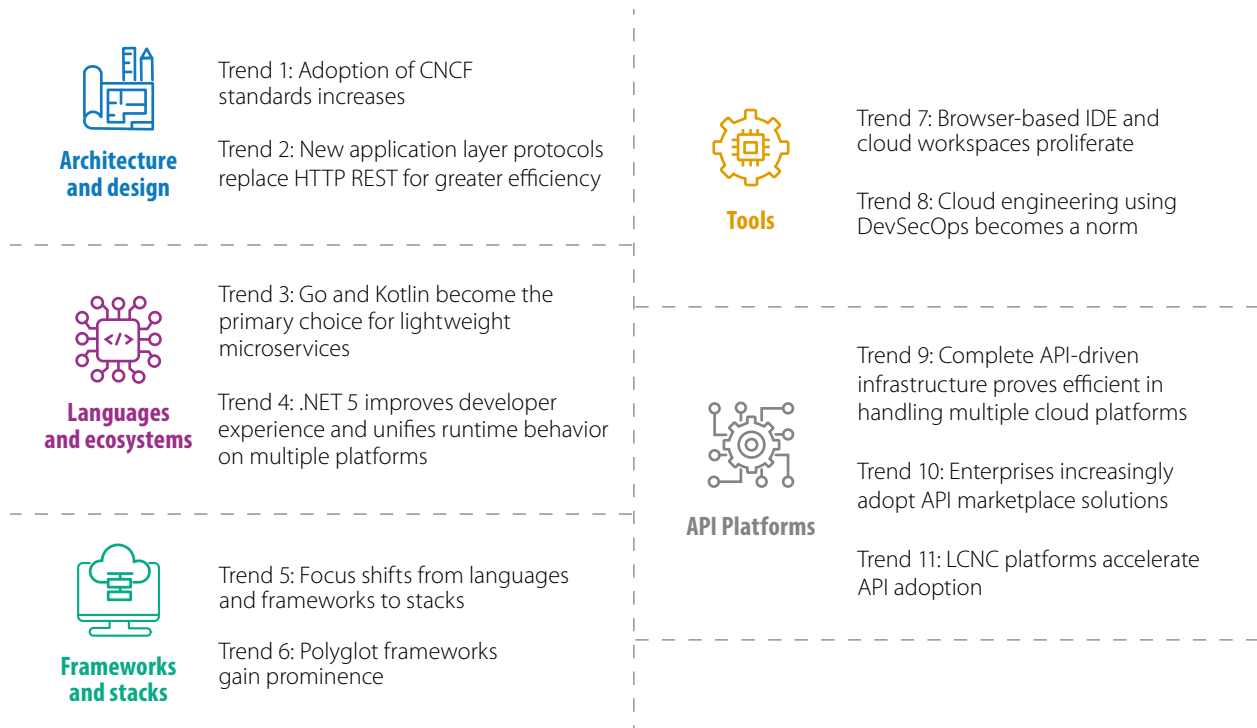 Architecture
and design
Trend 1: Adoption of CNCF
standards increases
Trend 2: New application layer protocols
replace HTTP REST for greater efficiency
</>
Languages
and ecosystems
Trend 3: Go and Kotlin become the
primary choice for lightweight
microservices
Trend 4: .NET 5 improves developer
experience and unifies runtime behavior
on multiple platforms
Frameworks
and stacks
Trend 5: Focus shifts from languages
and frameworks to stacks
Trend 6: Polyglot frameworks
gain prominence
Tools
Trend 7: Browser-based IDE and
cloud workspaces proliferate
Trend 8: Cloud engineering using
DevSecOps becomes a norm
API Platforms
Trend 9: Complete API-driven
infrastructure proves efficient in
handling multiple cloud platforms
Trend 10: Enterprises increasingly
adopt API marketplace solutions
Trend 11: LCNC platforms accelerate
API adoption